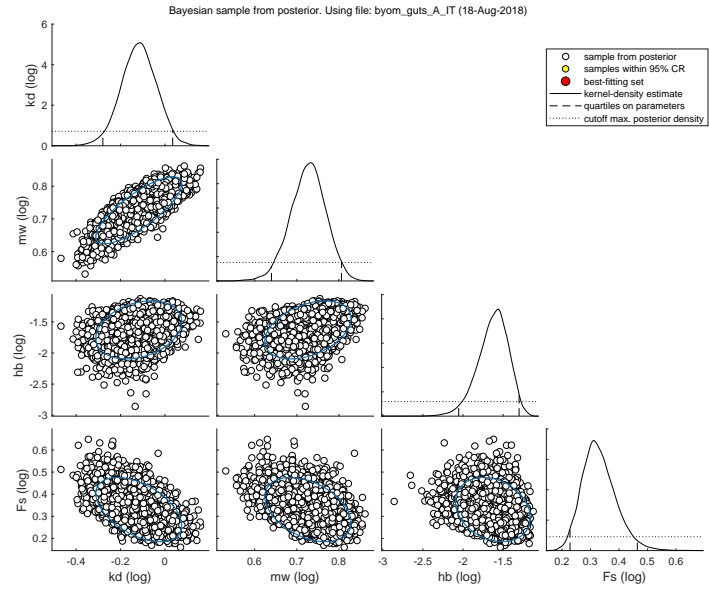 Bayesian sample from posterior. Using file: byom_guts_A_IT (18-Aug-2018)
sample from posterior
samples within 95% CR
best-fitting set
kernel-density estimate
quartiles on parameters
cutoff max. posterior density
kd (log)
6
4
2
0
mw (log)
0.8
0.7
0.6
hb (log)
-1.5
-2
-2.5
-3
Fs (log)
0.6
0.5
0.4
0.3
0.2
-0.4 -0.2 0
0.6 0.7 0.8
-3 -2.5 -2 -1.5
0.2 0.3 0.4 0.5 0.6
kd (log)
mw (log)
hb (log)
Fs (log)